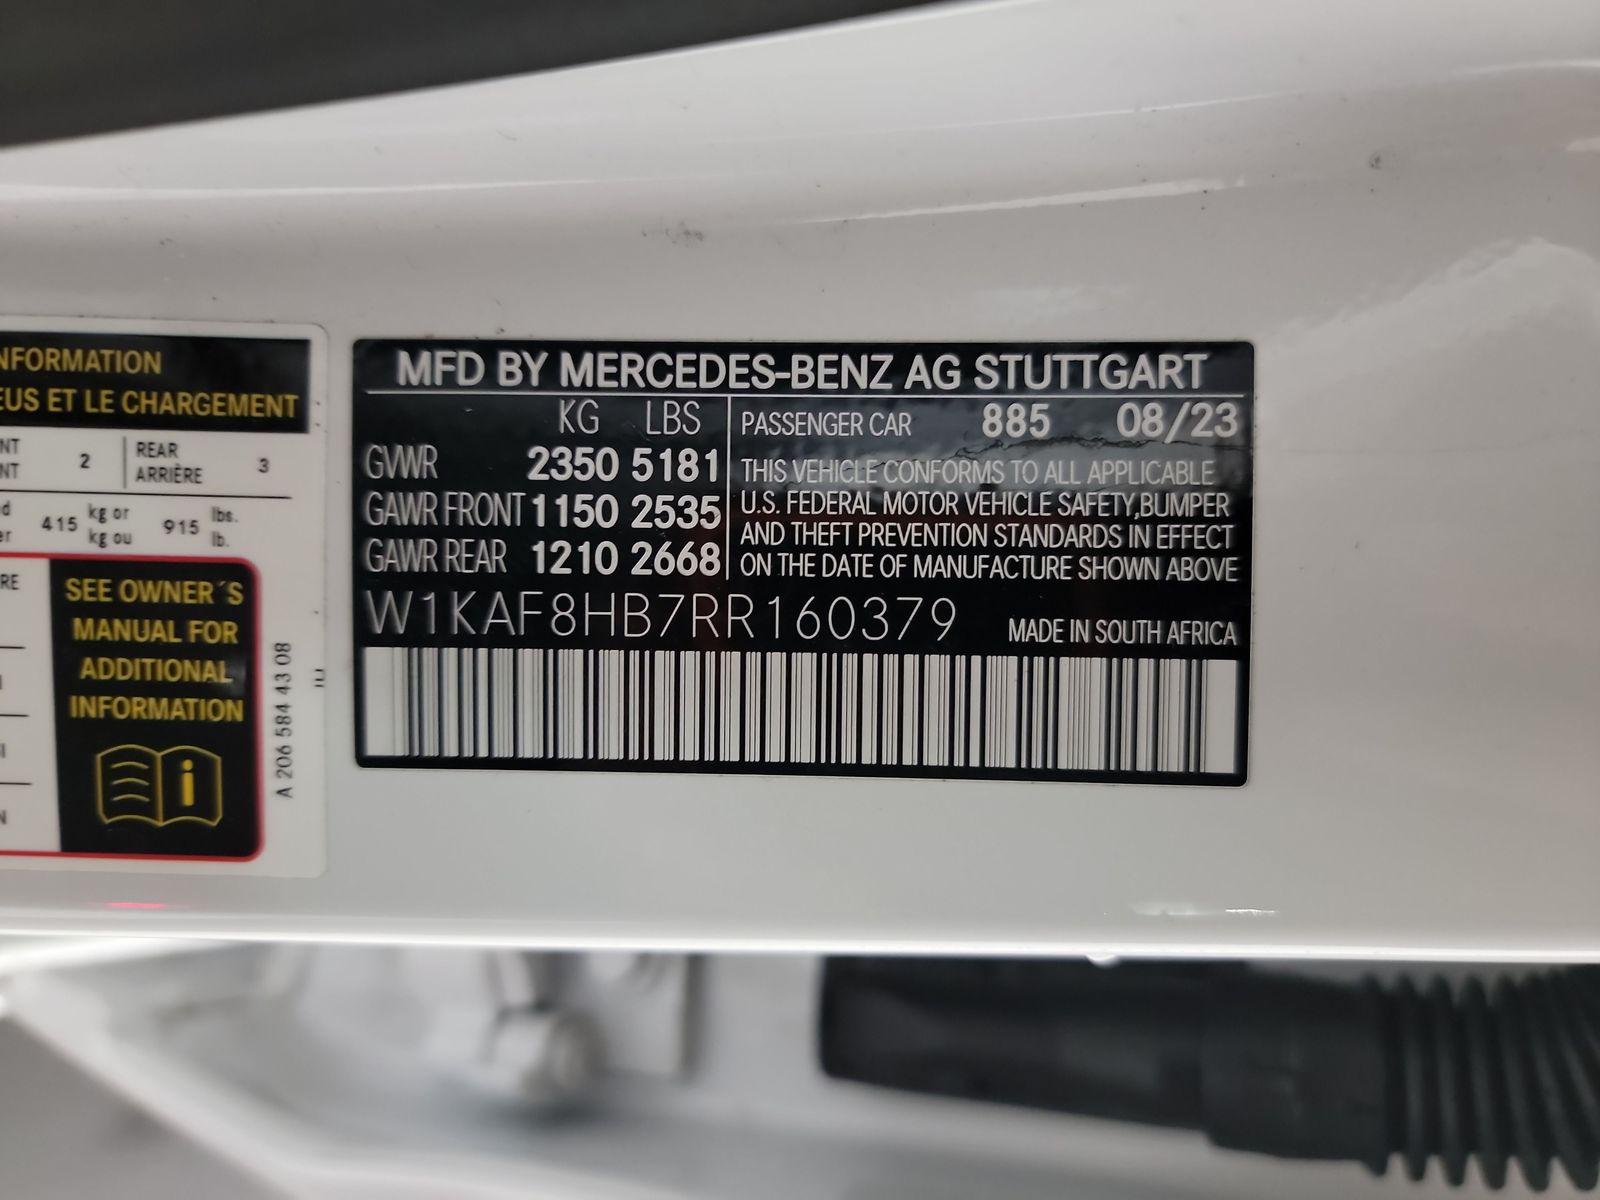 NFORMATION
EUS ET LE CHARGEMENT
NT 2 REAR 3
NT ARRIÈRE
415 kg or 915 lbs.
kg ou lb.
RE
SEE OWNER´S
MANUAL FOR
ADDITIONAL
INFORMATION
i
A 206 584 43 08
MFD BY MERCEDES-BENZ AG STUTTGART
KG LBS
GVWR 2350 5181
GAWR FRONT 1150 2535
GAWR REAR 1210 2668
PASSENGER CAR 885 08/23
THIS VEHICLE CONFORMS TO ALL APPLICABLE
U.S. FEDERAL MOTOR VEHICLE SAFETY,BUMPER
AND THEFT PREVENTION STANDARDS IN EFFECT
ON THE DATE OF MANUFACTURE SHOWN ABOVE
W1KAF8HB7RR160379 MADE IN SOUTH AFRICA